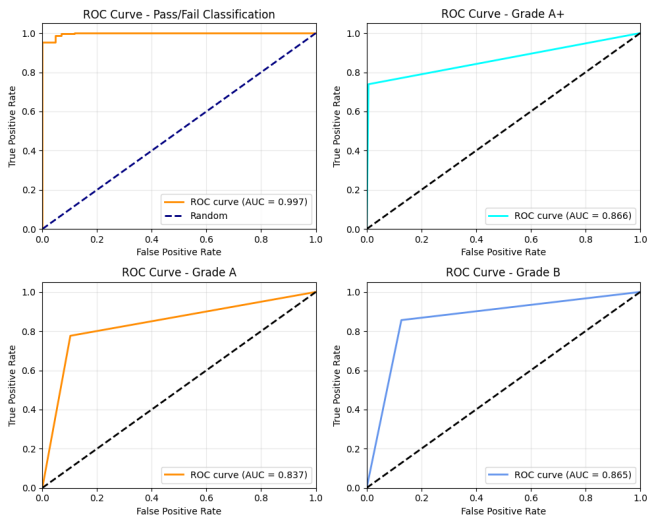 ROC Curve - Pass/Fail Classification
True Positive Rate
1.0
0.8
0.6
0.4
0.2
0.0
ROC curve (AUC = 0.997)
Random
0.0 0.2 0.4 0.6 0.8 1.0
False Positive Rate
ROC Curve - Grade A+
True Positive Rate
1.0
0.8
0.6
0.4
0.2
0.0
ROC curve (AUC = 0.866)
0.0 0.2 0.4 0.6 0.8 1.0
False Positive Rate
ROC Curve - Grade A
True Positive Rate
1.0
0.8
0.6
0.4
0.2
0.0
ROC curve (AUC = 0.837)
0.0 0.2 0.4 0.6 0.8 1.0
False Positive Rate
ROC Curve - Grade B
True Positive Rate
1.0
0.8
0.6
0.4
0.2
0.0
ROC curve (AUC = 0.865)
0.0 0.2 0.4 0.6 0.8 1.0
False Positive Rate